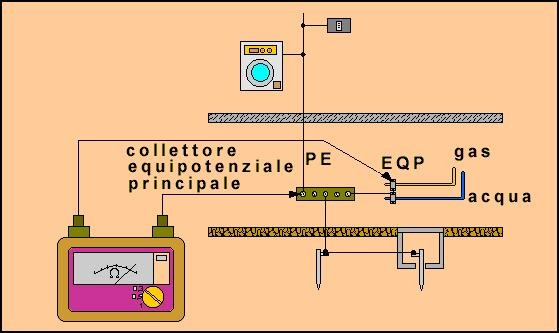 collettore
equipotenziale
principale
PE
EQP
gas
acqua
Ω